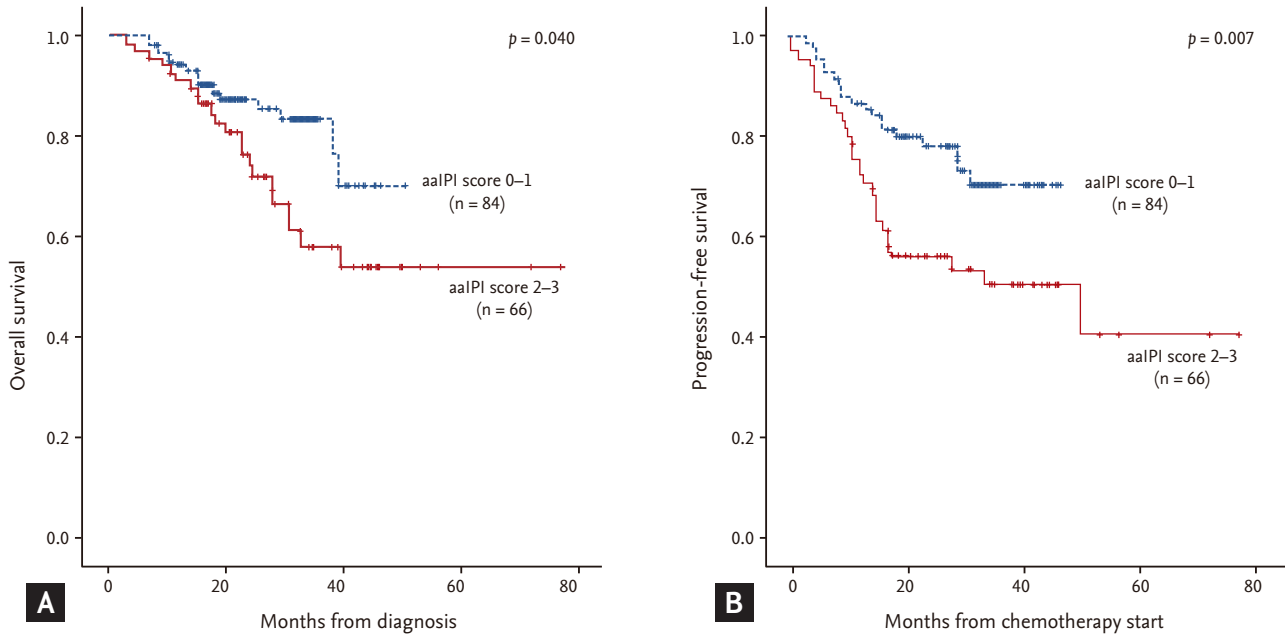 1.0
0.8
0.6
0.4
0.2
0.0
Overall survival
p = 0.040
aaIPI score 0–1
(n = 84)
aaIPI score 2–3
(n = 66)
0 20 40 60 80
Months from diagnosis
A
1.0
0.8
0.6
0.4
0.2
0.0
Progression-free survival
p = 0.007
aaIPI score 0–1
(n = 84)
aaIPI score 2–3
(n = 66)
0 20 40 60 80
Months from chemotherapy start
B